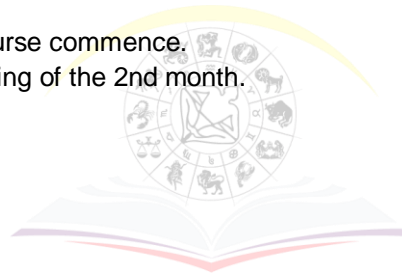 urse commence.
ing of the 2nd month.